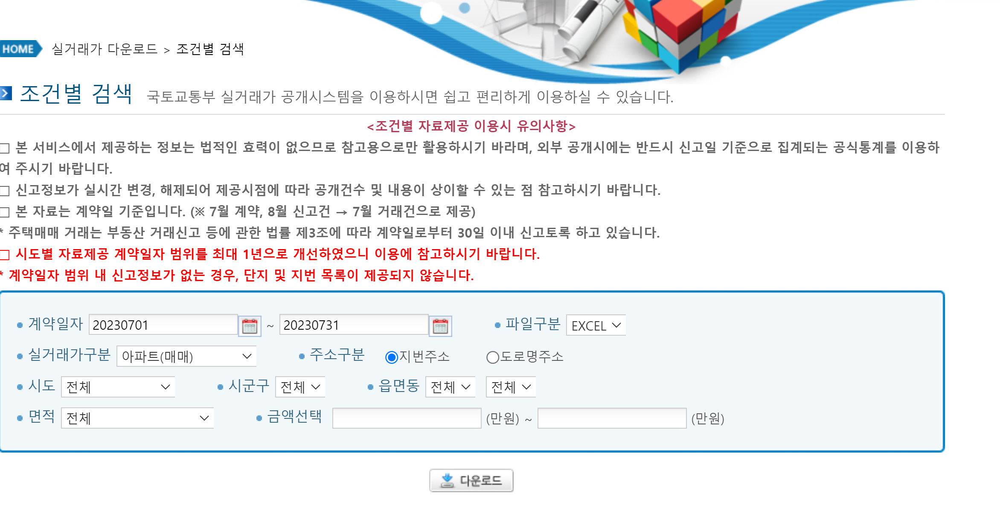 HOME 실거래가 다운로드 > 조건별 검색
조건별 검색 국토교통부 실거래가 공개시스템을 이용하시면 쉽고 편리하게 이용하실 수 있습니다.
<조건별 자료제공 이용시 유의사항>
□ 본 서비스에서 제공하는 정보는 법적인 효력이 없으므로 참고용으로만 활용하시기 바라며, 외부 공개시에는 반드시 신고일 기준으로 집계되는 공식통계를 이용하
여 주시기 바랍니다.
□ 신고정보가 실시간 변경, 해제되어 제공시점에 따라 공개건수 및 내용이 상이할 수 있는 점 참고하시기 바랍니다.
□ 본 자료는 계약일 기준입니다. (※ 7월 계약, 8월 신고건 → 7월 거래건으로 제공)
* 주택매매 거래는 부동산 거래신고 등에 관한 법률 제3조에 따라 계약일로부터 30일 이내 신고토록 하고 있습니다.
□ 시도별 자료제공 계약일자 범위를 최대 1년으로 개선하였으니 이용에 참고하시기 바랍니다.
* 계약일자 범위 내 신고정보가 없는 경우, 단지 및 지번 목록이 제공되지 않습니다.
계약일자 20230701 ~ 20230731 파일구분 EXCEL
실거래가구분 아파트(매매) 주소구분 지번주소 도로명주소
시도 전체 시군구 전체 읍면동 전체 전체
면적 전체 금액선택 (만원) ~ (만원)
다운로드